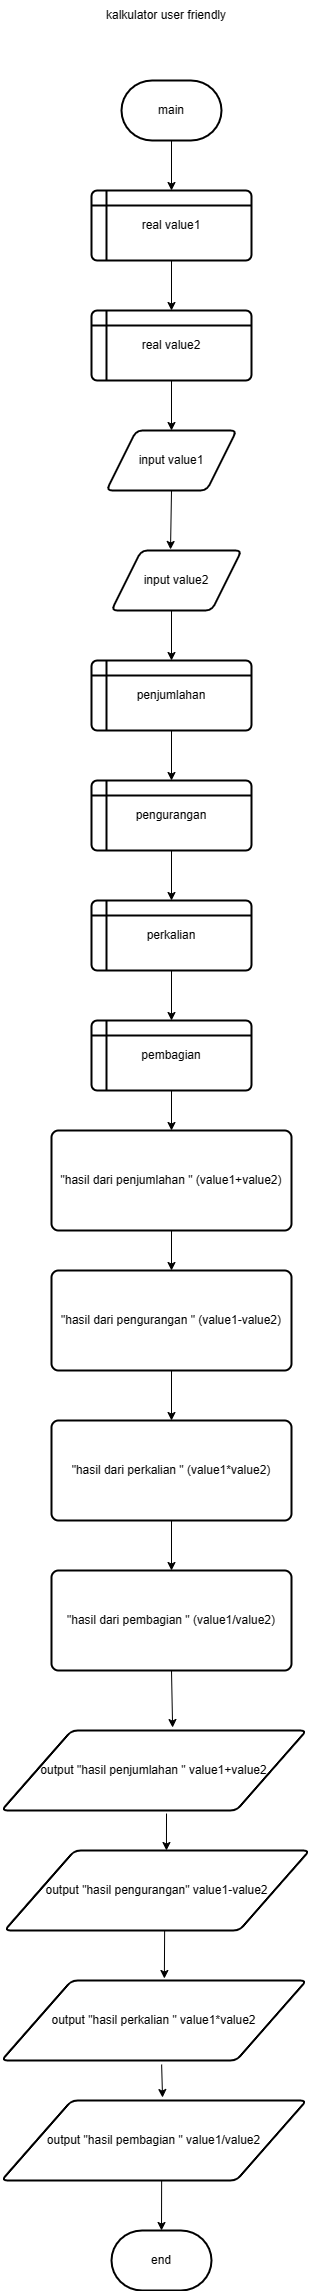 kalkulator user friendly
main
real value1
real value2
input value1
input value2
penjumlahan
pengurangan
perkalian
pembagian
"hasil dari penjumlahan " (value1+value2)
"hasil dari pengurangan " (value1-value2)
"hasil dari perkalian " (value1*value2)
"hasil dari pembagian " (value1/value2)
output "hasil penjumlahan " value1+value2
output "hasil pengurangan" value1-value2
output "hasil perkalian " value1*value2
output "hasil pembagian " value1/value2
end